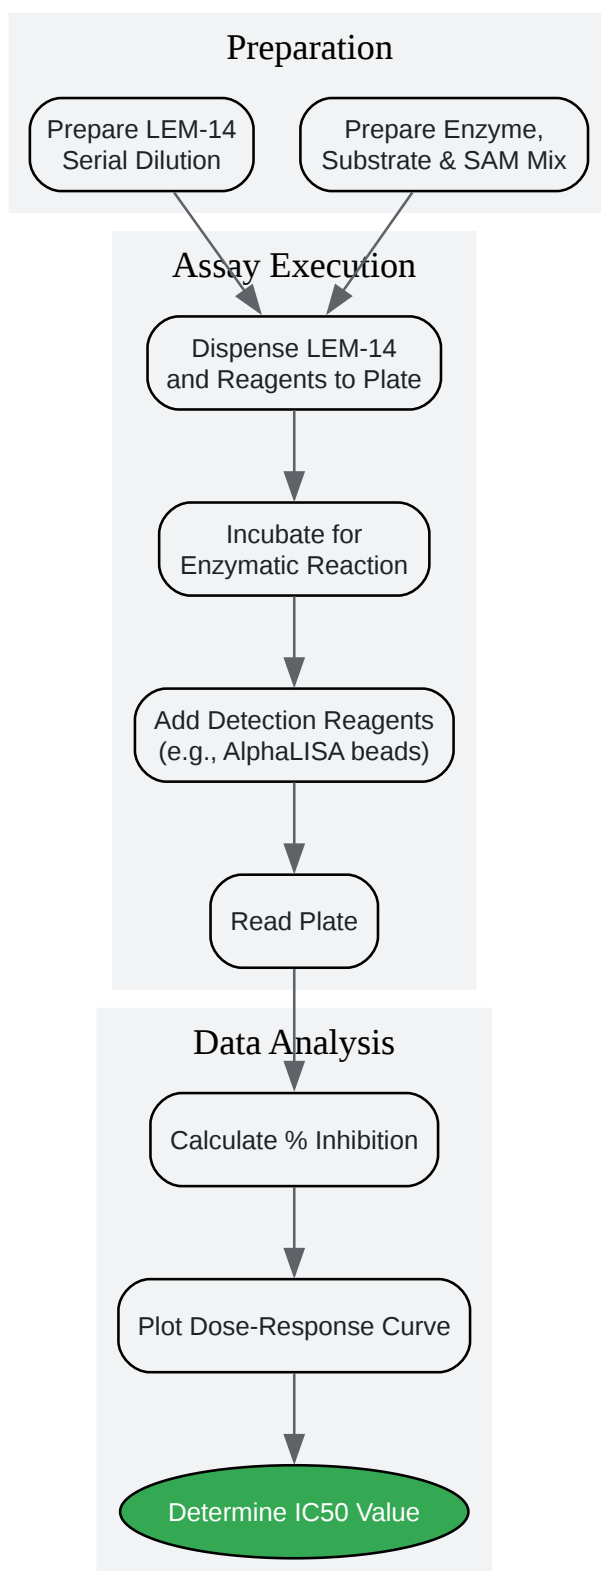 Preparation
Prepare LEM-14
Serial Dilution
Prepare Enzyme,
Substrate & SAM Mix
Assay Execution
Dispense LEM-14
and Reagents to Plate
Incubate for
Enzymatic Reaction
Add Detection Reagents
(e.g., AlphaLISA beads)
Read Plate
Data Analysis
Calculate % Inhibition
Plot Dose-Response Curve
Determine IC50 Value